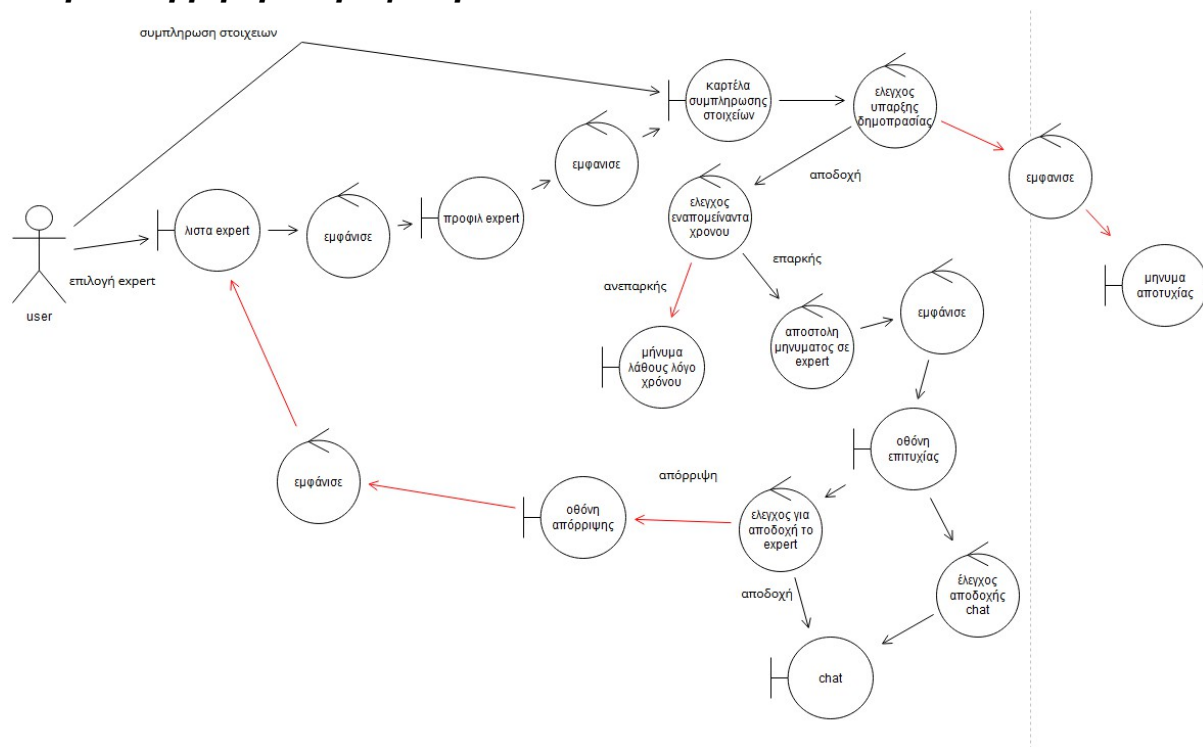 συμπληρωση στοιχειων
καρτέλα
συμπληρωσης
στοιχείων
ελεγχος
υπαρξης
δημοπρασίας
εμφανισε
εμφανισε
αποδοχή
ελεγχος
εναπομείναντα
χρονου
λιστα expert
εμφάνισε
προφιλ expert
επιλογή expert
user
ανεπαρκής
επαρκής
μηνυμα
αποτυχίας
εμφάνισε
αποστολη
μηνυματος σε
expert
μήνυμα
λάθους λόγο
χρόνου
οθόνη
επιτυχίας
απόρριψη
εμφάνισε
οθόνη
απόρριψης
ελεγχος για
αποδοχή το
expert
αποδοχή
έλεγχος
αποδοχής
chat
chat